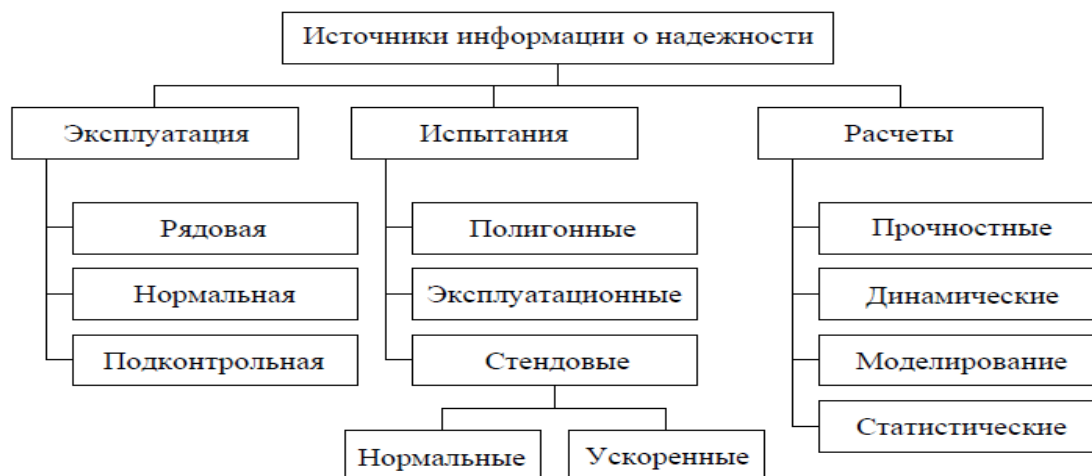 Источники информации о надежности
Эксплуатация
Испытания
Расчеты
Рядовая
Полигонные
Прочностные
Нормальная
Эксплуатационные
Динамические
Подконтрольная
Стендовые
Моделирование
Нормальные
Ускоренные
Статистические